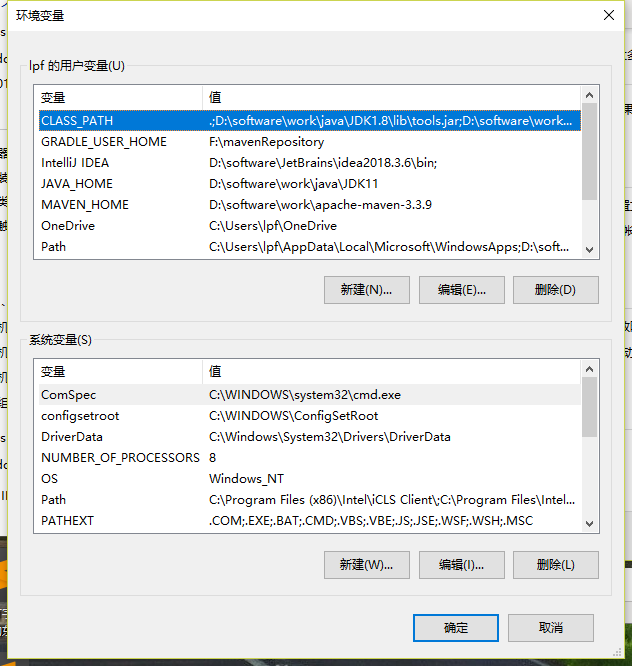 环境变量
lpf 的用户变量(U)
变量 值
CLASS_PATH .;D:\software\work\java\JDK1.8\lib\tools.jar;D:\software\work...
GRADLE_USER_HOME F:\mavenRepository
IntelliJ IDEA D:\software\JetBrains\idea2018.3.6\bin;
JAVA_HOME D:\software\work\java\JDK11
MAVEN_HOME D:\software\work\apache-maven-3.3.9
OneDrive C:\Users\lpf\OneDrive
Path C:\Users\lpf\AppData\Local\Microsoft\WindowsApps;D:\soft...
新建(N)... 编辑(E)... 删除(D)
系统变量(S)
变量 值
ComSpec C:\WINDOWS\system32\cmd.exe
configsetroot C:\WINDOWS\ConfigSetRoot
DriverData C:\Windows\System32\Drivers\DriverData
NUMBER_OF_PROCESSORS 8
OS Windows_NT
Path C:\Program Files (x86)\Intel\iCLS Client\;C:\Program Files\Intel...
PATHEXT .COM;.EXE;.BAT;.CMD;.VBS;.VBE;.JS;.JSE;.WSF;.WSH;.MSC
新建(W)... 编辑(I)... 删除(L)
确定 取消